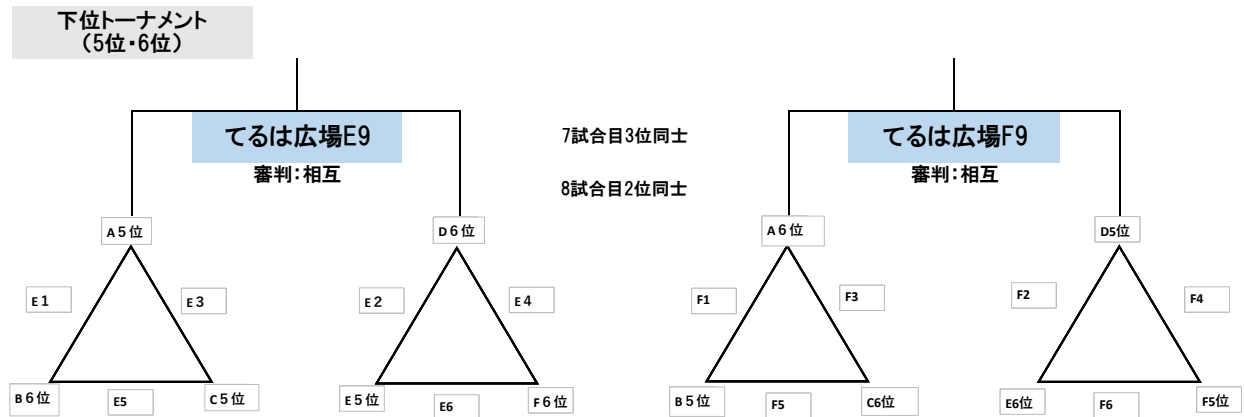 下位トーナメント
（5位・6位）
てるは広場E9
審判：相互
7試合目3位同士
8試合目2位同士
てるは広場F9
審判：相互
A５位
D６位
A６位
D5位
E１
E３
E２
E４
F1
F3
F2
F4
B６位
E5
C５位
E５位
E6
F６位
B５位
F5
C6位
E6位
F6
F5位